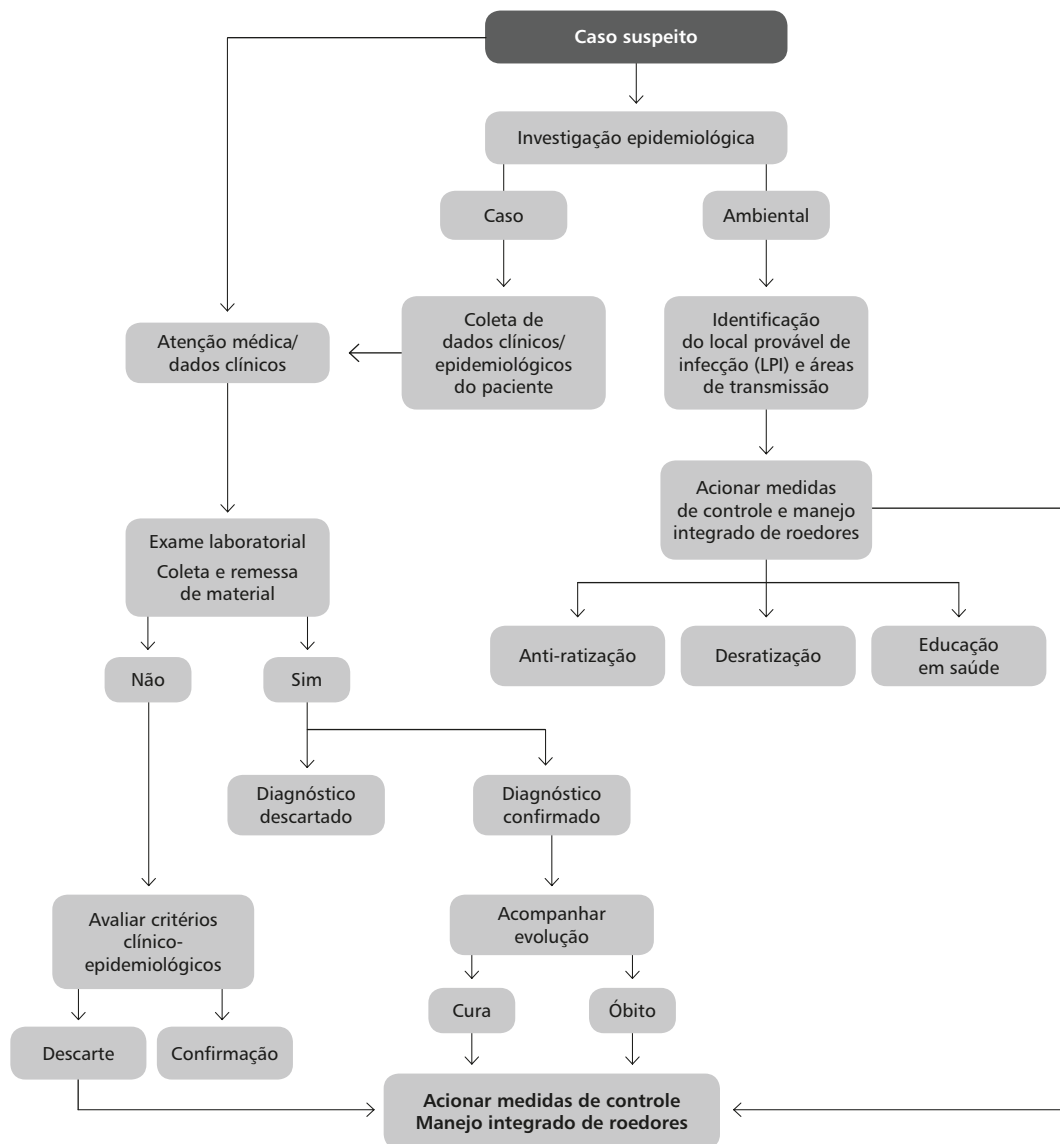 Caso suspeito
Investigação epidemiológica
Caso
Ambiental
Atenção médica/
dados clínicos
Coleta de
dados clínicos/
epidemiológicos
do paciente
Identificação
do local provável de
infecção (LPI) e áreas
de transmissão
Acionar medidas
de controle e manejo
integrado de roedores
Exame laboratorial
Coleta e remessa
de material
Anti-ratização
Desratização
Educação
em saúde
Não
Sim
Diagnóstico
descartado
Diagnóstico
confirmado
Avaliar critérios
clínico-
epidemiológicos
Acompanhar
evolução
Cura
Óbito
Descarte
Confirmação
Acionar medidas de controle
Manejo integrado de roedores